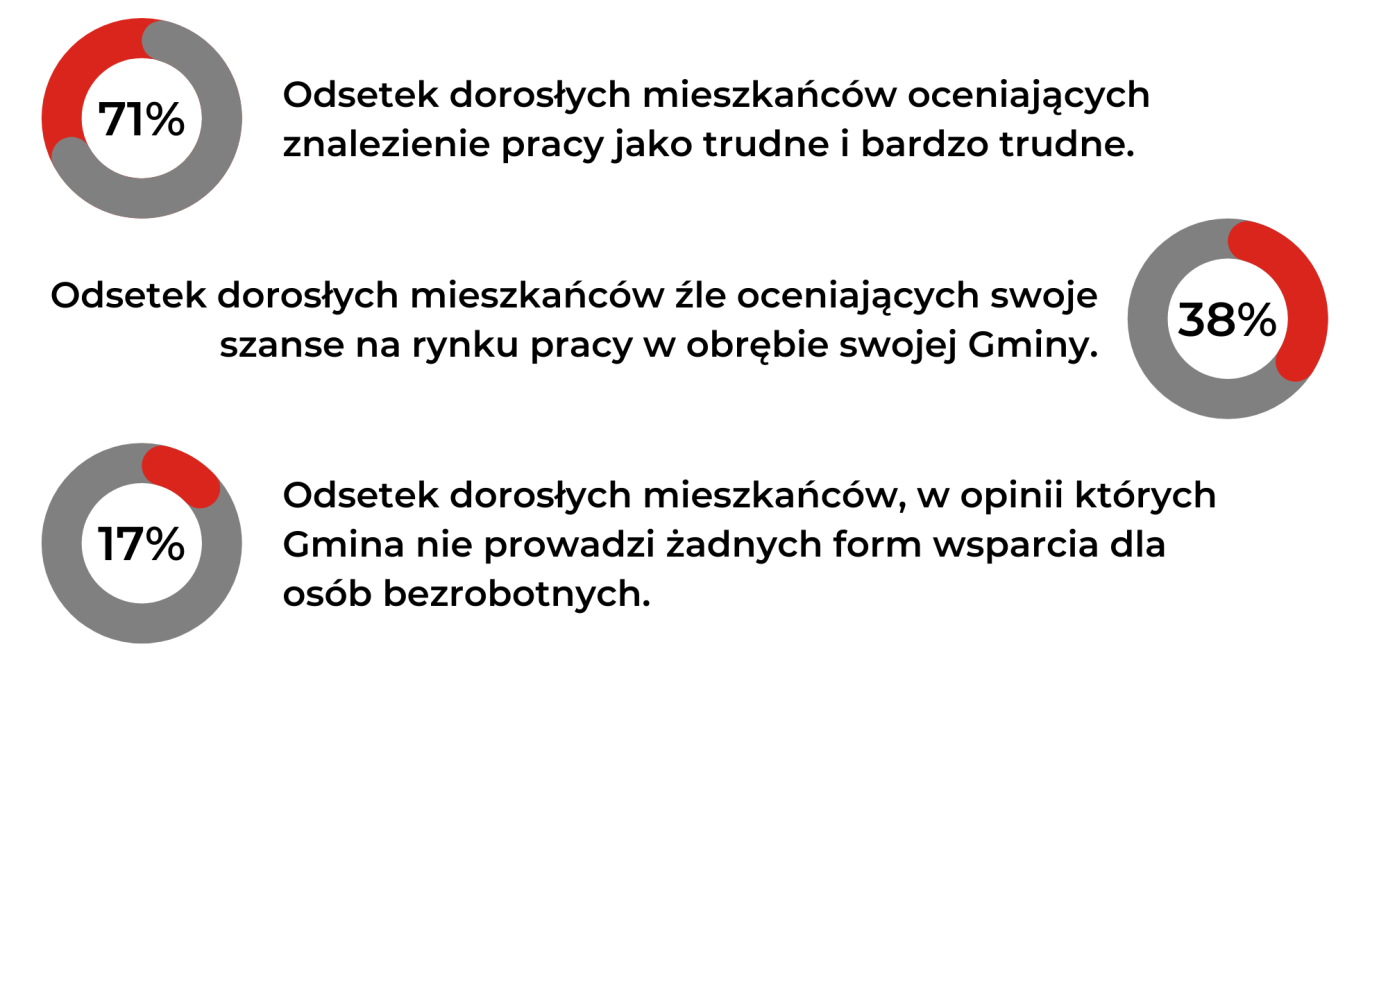 71%
Odsetek dorosłych mieszkańców oceniających
znalezienie pracy jako trudne i bardzo trudne.
Odsetek dorosłych mieszkańców źle oceniających swoje
szanse na rynku pracy w obrębie swojej Gminy.
38%
17%
Odsetek dorosłych mieszkańców, w opinii których
Gmina nie prowadzi żadnych form wsparcia dla
osób bezrobotnych.